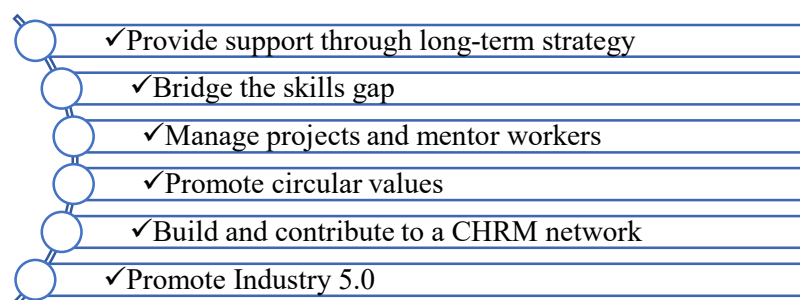 ✓Provide support through long-term strategy
✓Bridge the skills gap
✓Manage projects and mentor workers
✓Promote circular values
✓Build and contribute to a CHRM network
✓Promote Industry 5.0